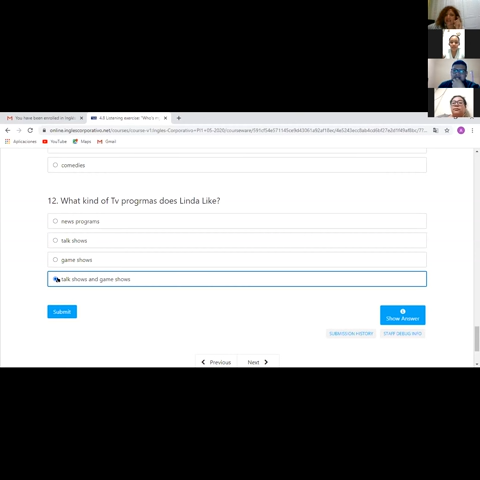 You have been enrolled in Ingle
4.8 Listening exercise: "Who's H
Aplicaciones
YouTube
Maps
Gmail
comedies
12. What kind of Tv progrmas does Linda Like?
news programs
talk shows
game shows
talk shows and game shows
Submit
Show Answer
SUBMISSION HISTORY
STAFF DEBUG INFO
Previous
Next